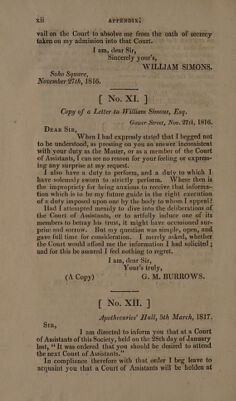 xii APPENDIX.
vail on the Court to absolve me from the oath of secrecy
taken on my admission into that Court.
I am, dear Sir,
Sincerely your's,
WILLIAM SIMONS.
Soho Square,
November 27th, 1816.
[ No. XI. ]
Copy of a Letter to William Simons, Esq.
Gower Street, Nov. 27th, 1816.
DEAR SIR,
When I had expressly stated that I begged not
to be understood, as pressing on you an answer inconsistent
with your duty as the Master, or as a member of the Court
of Assistants, I can see no reason for your feeling or express-
ing any surprise at my request.
I also have a duty to perform, and a duty to which I
have solemnly sworn to strictly perform. Where then is
the impropriety for being anxious to receive that informa-
tion which is to be my future guide in the right execution
of a duty imposed upon me by the body to whom I appeal?
Had I attempted meanly to dive into the deliberations of
the Court of Assistants, or to artfully induce one of its
members to betray his trust, it might have occasioned sur-
prise and sorrow. But my question was simple, open, and
gave full time for consideration. I merely asked, whether
the Court would afford me the information I had solicited;
and for this be assured I feel nothing to regret.
I am, dear Sir,
Your's truly,
(A Copy) G. M. BURROWS.
[ No. XII. ]
Apothecaries' Hall, 5th March, 1817.
SIR,
I am directed to inform you that at a Court
of Assistants of this Society, held on the 28th day of January
last, "It was ordered that you should be desired to attend
the next Court of Assistants."
In compliance therefore with that order I beg leave to
acquaint you that a Court of Assistants will be holden at